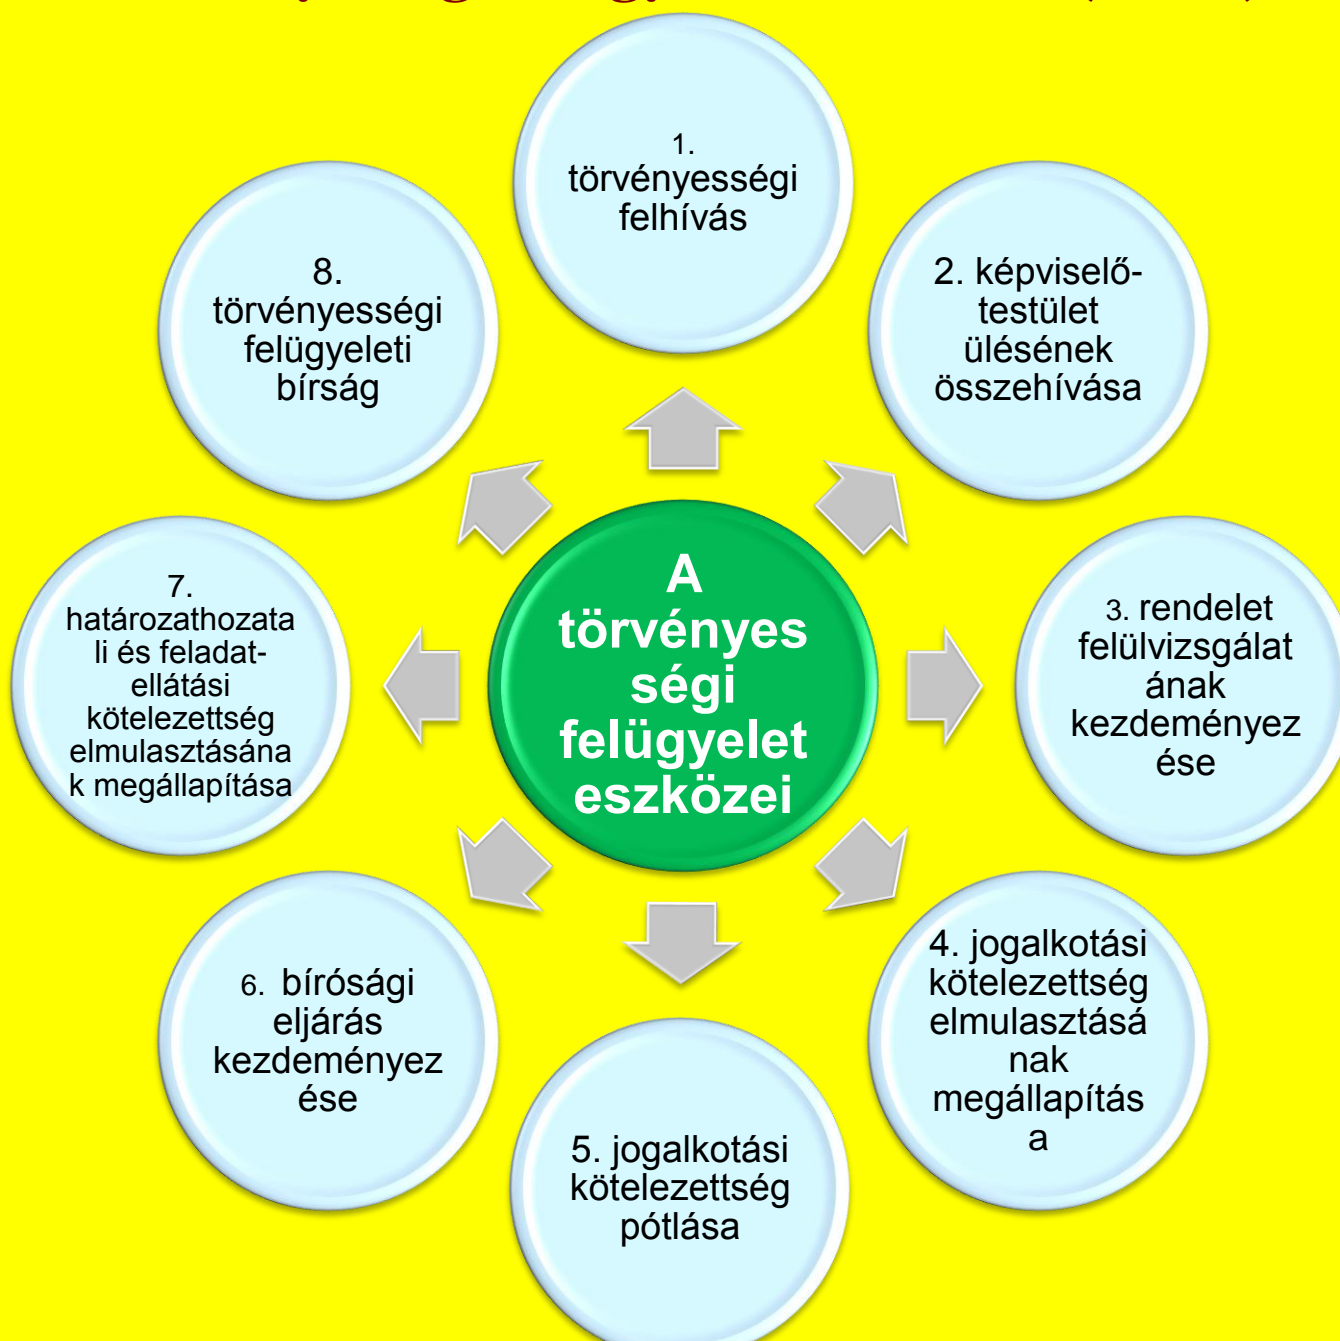 1.
törvényességi
felhívás
2. képviselő-
testület
ülésének
összehívása
3. rendelet
felülvizsgálat
ának
kezdeményez
ése
4. jogalkotási
kötelezettség
elmulasztásá
nak
megállapítás
a
5. jogalkotási
kötelezettség
pótlása
6. bírósági
eljárás
kezdeményez
ése
7.
határozathozata
li és feladat-
ellátási
kötelezettség
elmulasztásána
k megállapítása
8.
törvényességi
felügyeleti
bírság
A
törvényes
ségi
felügyelet
eszközei